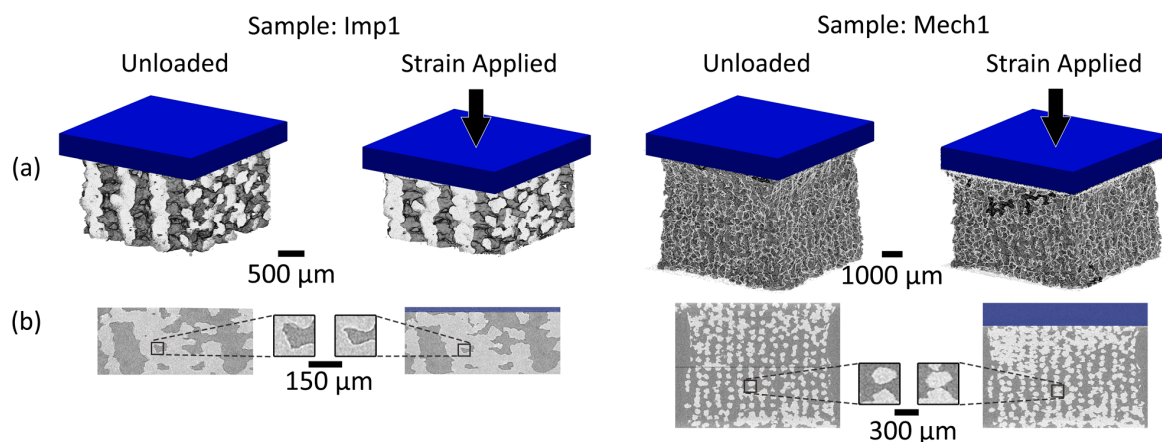 Sample: Imp1
Unloaded
Strain Applied
Sample: Mech1
Unloaded
Strain Applied
(a)
500 μm
1000 μm
(b)
150 μm
300 μm